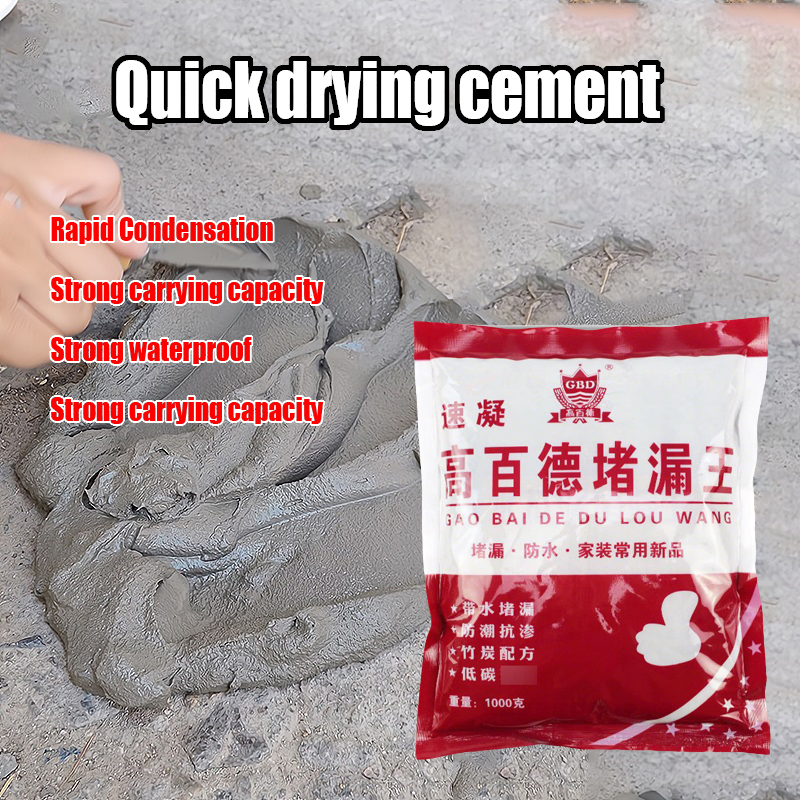 Quick drying cement
Rapid Condensation
Strong carrying capacity
Strong waterproof
Strong carrying capacity
GBD
®
高百德
速凝
高百德堵漏王
GAO BAI DE DU LOU WANG
堵漏·防水·家装常用新品
★带水堵漏
★防潮抗渗
★竹炭配方
★低碳
重量：1000克